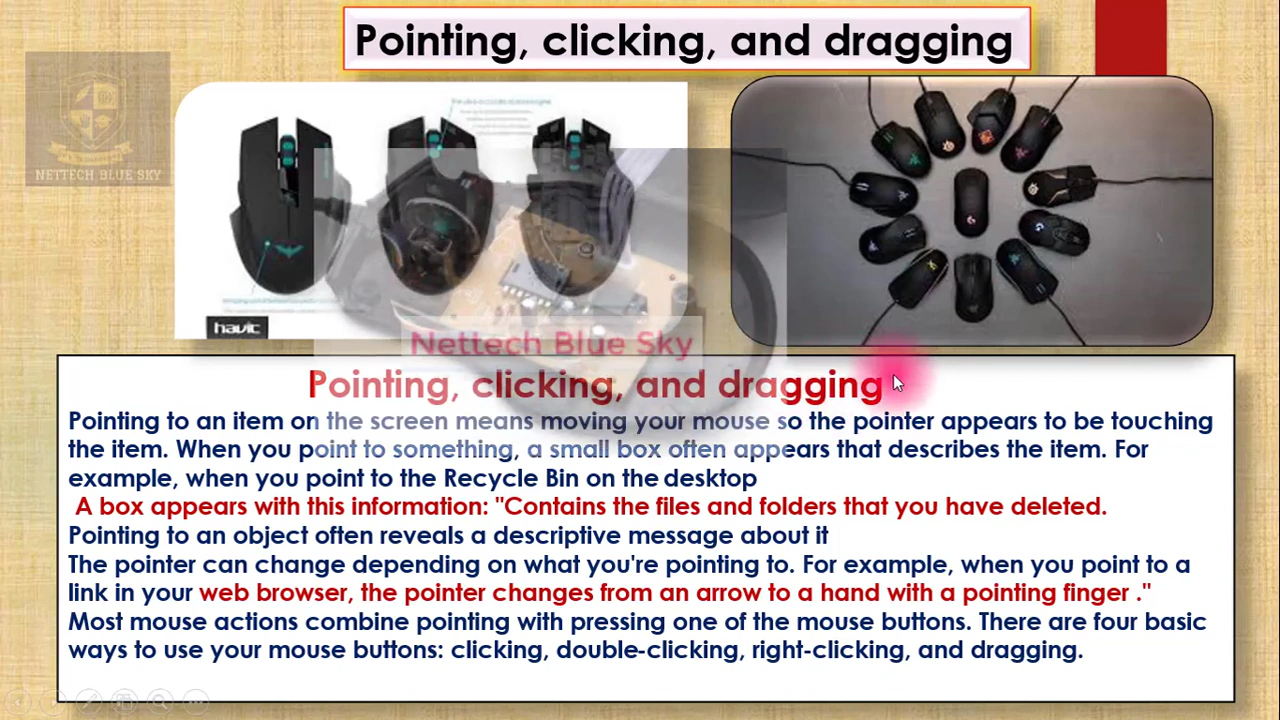 Pointing, clicking, and dragging
NETTECH BLUE SKY
havic
Nettech Blue Sky
Pointing, clicking, and dragging
Pointing to an item on the screen means moving your mouse so the pointer appears to be touching
the item. When you point to something, a small box often appears that describes the item. For
example, when you point to the Recycle Bin on the desktop
A box appears with this information: "Contains the files and folders that you have deleted.
Pointing to an object often reveals a descriptive message about it
The pointer can change depending on what you're pointing to. For example, when you point to a
link in your web browser, the pointer changes from an arrow to a hand with a pointing finger ."
Most mouse actions combine pointing with pressing one of the mouse buttons. There are four basic
ways to use your mouse buttons: clicking, double-clicking, right-clicking, and dragging.